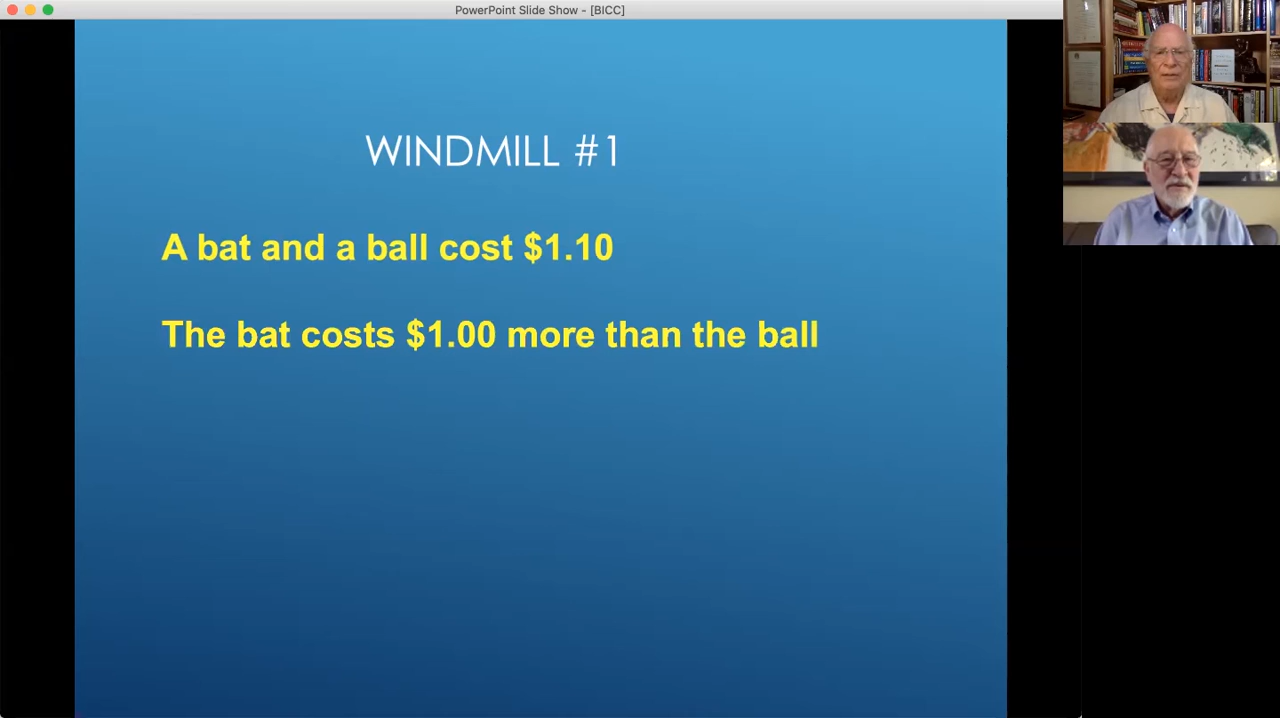 PowerPoint Slide Show - [BICC]
WINDMILL #1
A bat and a ball cost $1.10
The bat costs $1.00 more than the ball